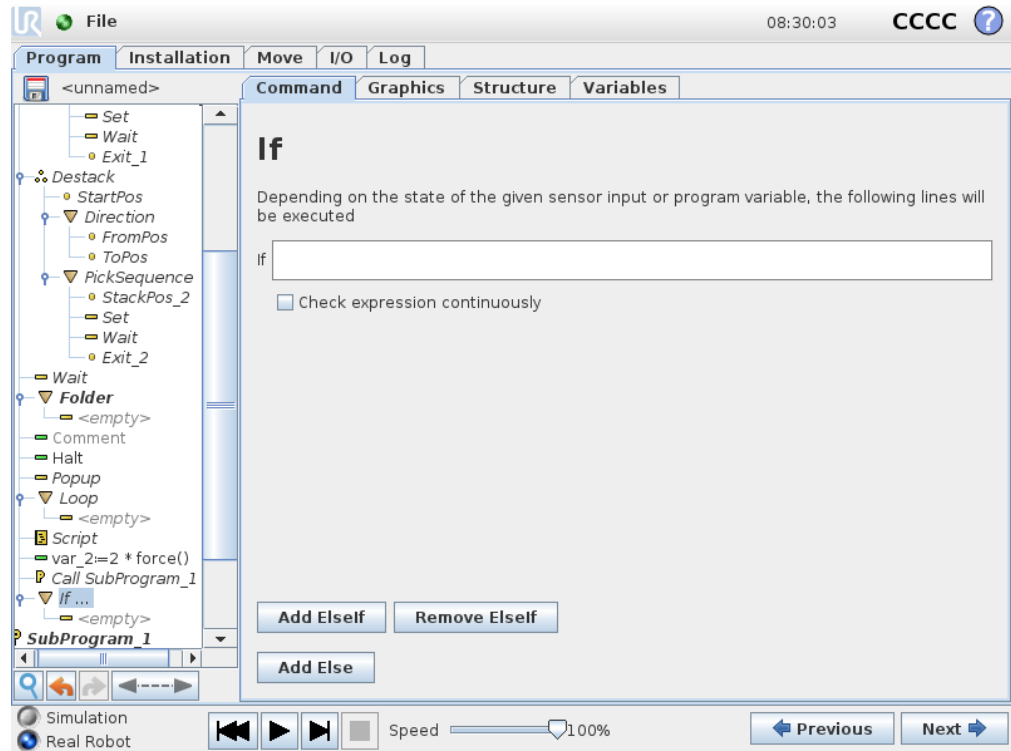 UR File 08:30:03 CCCC ?
Program Installation Move I/O Log
<unnamed>
Command Graphics Structure Variables
Set
Wait
Exit_1
Destack
StartPos
Direction
FromPos
ToPos
PickSequence
StackPos_2
Set
Wait
Exit_2
Wait
Folder
<empty>
Comment
Halt
Popup
Loop
<empty>
Script
var_2:=2 * force()
Call SubProgram_1
If ...
<empty>
SubProgram_1
If
Depending on the state of the given sensor input or program variable, the following lines will
be executed
If
Check expression continuously
Add ElseIf Remove ElseIf
Add Else
Simulation
Real Robot
Speed 100%
Previous Next